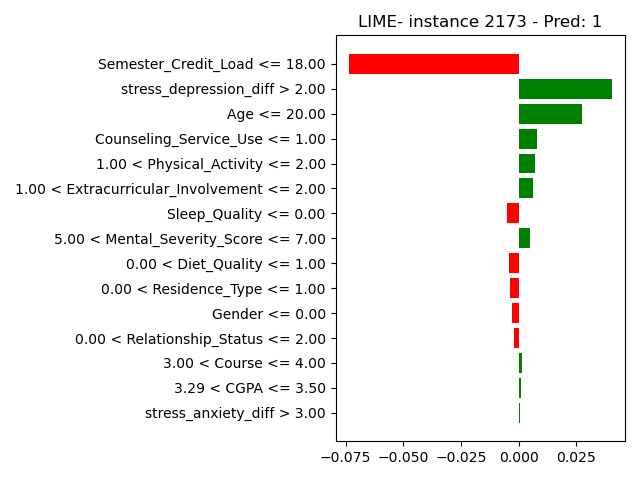 LIME- instance 2173 - Pred: 1
Semester_Credit_Load <= 18.00
stress_depression_diff > 2.00
Age <= 20.00
Counseling_Service_Use <= 1.00
1.00 < Physical_Activity <= 2.00
1.00 < Extracurricular_Involvement <= 2.00
Sleep_Quality <= 0.00
5.00 < Mental_Severity_Score <= 7.00
0.00 < Diet_Quality <= 1.00
0.00 < Residence_Type <= 1.00
Gender <= 0.00
0.00 < Relationship_Status <= 2.00
3.00 < Course <= 4.00
3.29 < CGPA <= 3.50
stress_anxiety_diff > 3.00
−0.075 −0.050 −0.025 0.000 0.025